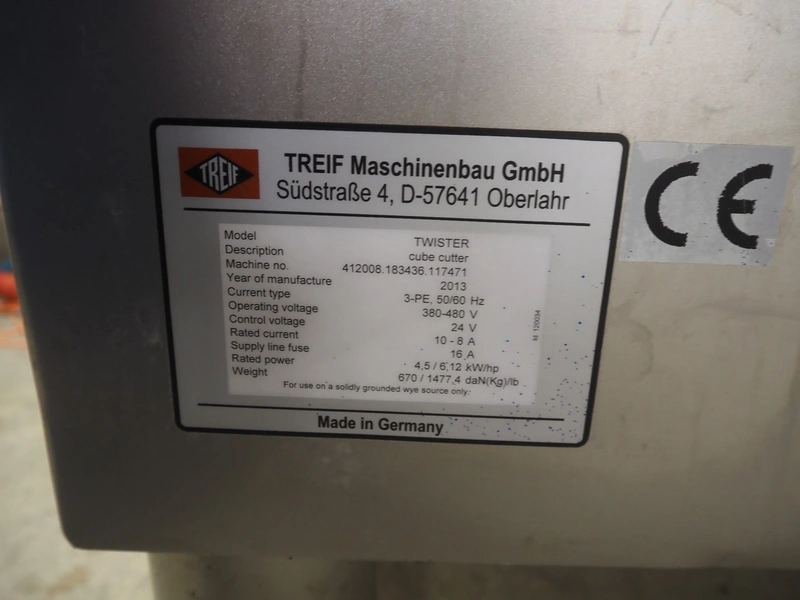 TREIF
TREIF Maschinenbau GmbH
Südstraße 4, D-57641 Oberlahr
CE
Model TWISTER
Description cube cutter
Machine no. 412008.183436.117471
Year of manufacture 2013
Current type 3-PE, 50/60 Hz
Operating voltage 380-480 V
Control voltage 24 V
Rated current 10 - 8 A
Supply line fuse 16 A
Rated power 4,5 / 6,12 kW/hp
Weight 670 / 1477,4 daN(Kg)/lb
For use on a solidly grounded wye source only.
M 120034
Made in Germany